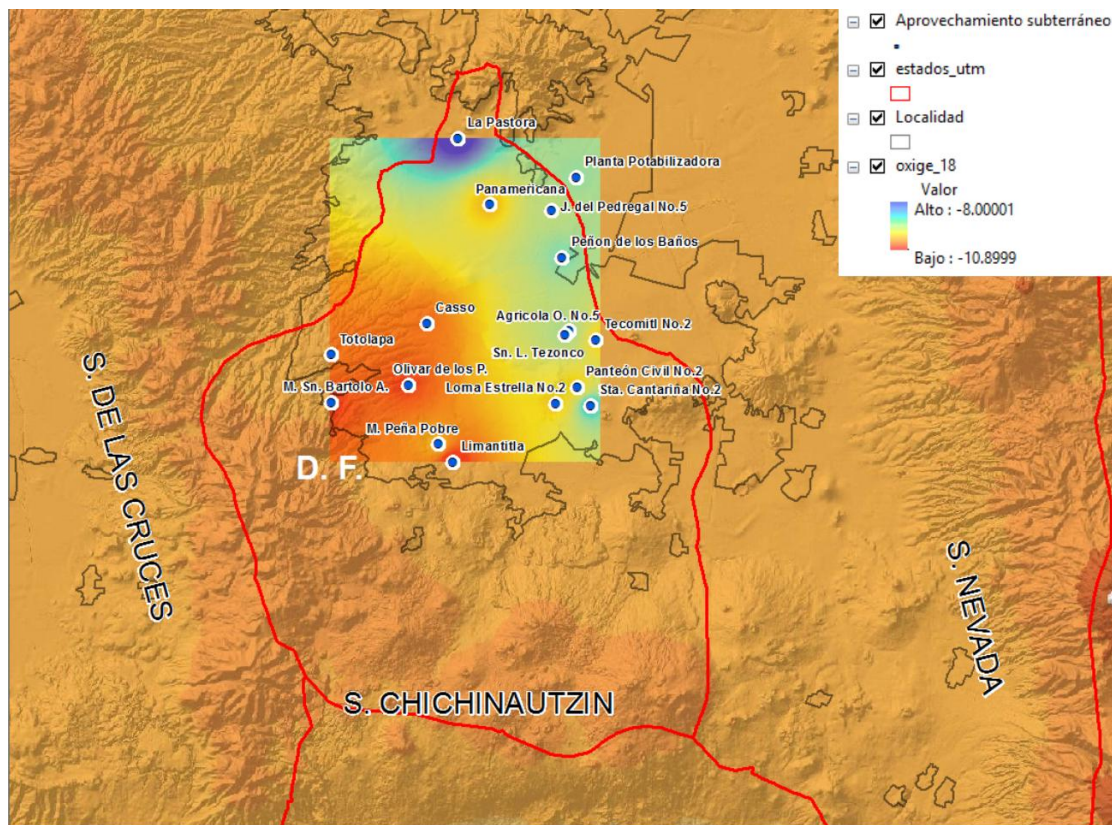 Aprovechamiento subterráneo
estados_utm
Localidad
oxige_18
Valor
Alto : -8.00001
Bajo : -10.8999
La Pastora
Planta Potabilizadora
Panamericana
J. del Pedregal No.5
Peñon de los Baños
Casso
Agricola O. No.5
Tecomitl No.2
Totolapa
Sn. L. Tezonco
Olivar de los P.
Panteón Civil No.2
M. Sn. Bartolo A.
Loma Estrella No.2
Sta. Cantariña No.2
M. Peña Pobre
Limantitla
D. F.
S. DE LAS CRUCES
S. NEVADA
S. CHICHINAUTZIN